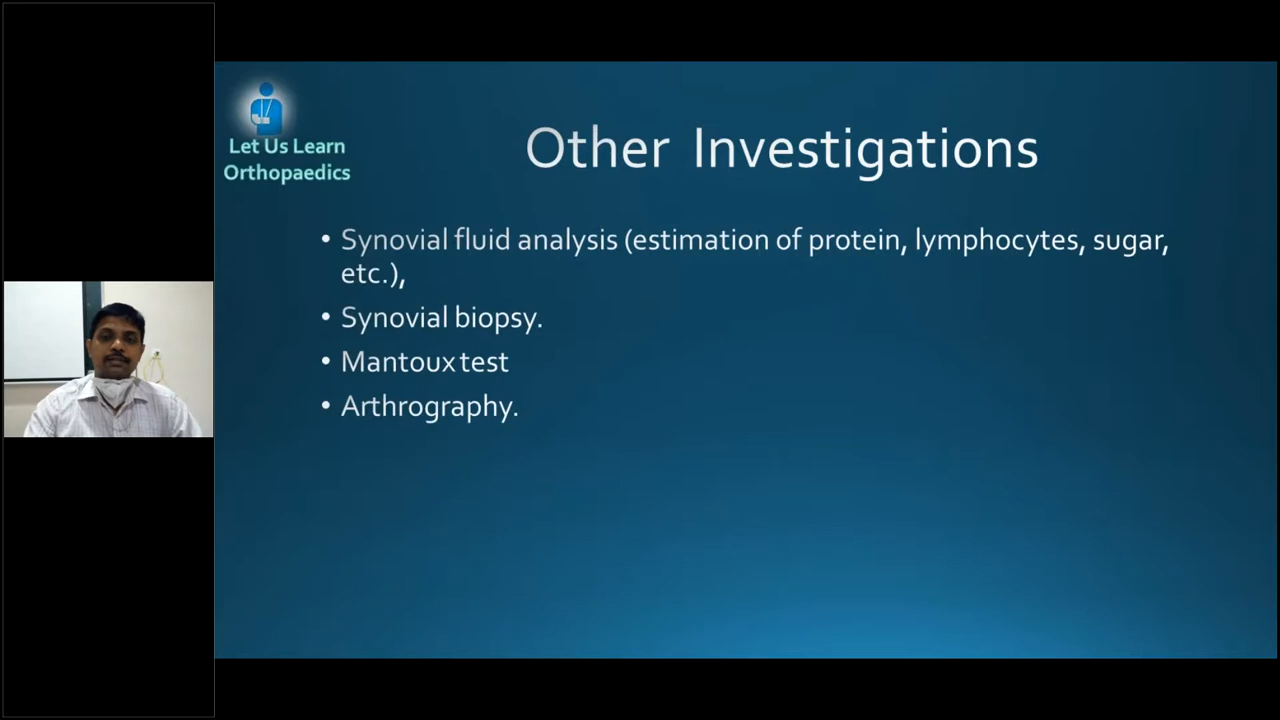 Let Us Learn
Orthopaedics
Other Investigations
• Synovial fluid analysis (estimation of protein, lymphocytes, sugar,
etc.),
• Synovial biopsy.
• Mantoux test
• Arthrography.